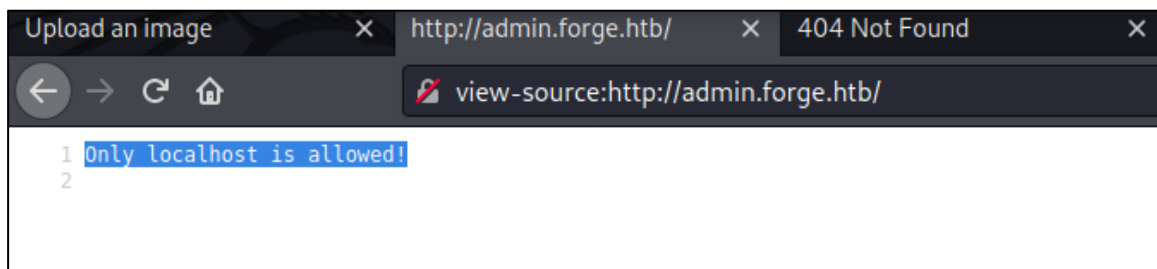 Upload an image × http://admin.forge.htb/ × 404 Not Found ×
view-source:http://admin.forge.htb/
1 Only localhost is allowed!
2